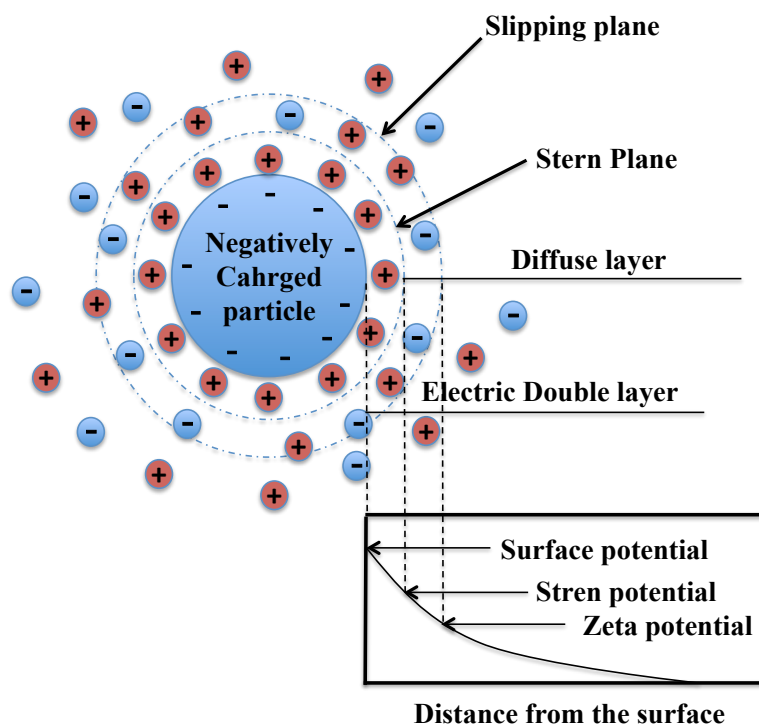 Slipping plane
Stern Plane
Negatively
Cahrged
particle
Diffuse layer
Electric Double layer
Surface potential
Stren potential
Zeta potential
Distance from the surface